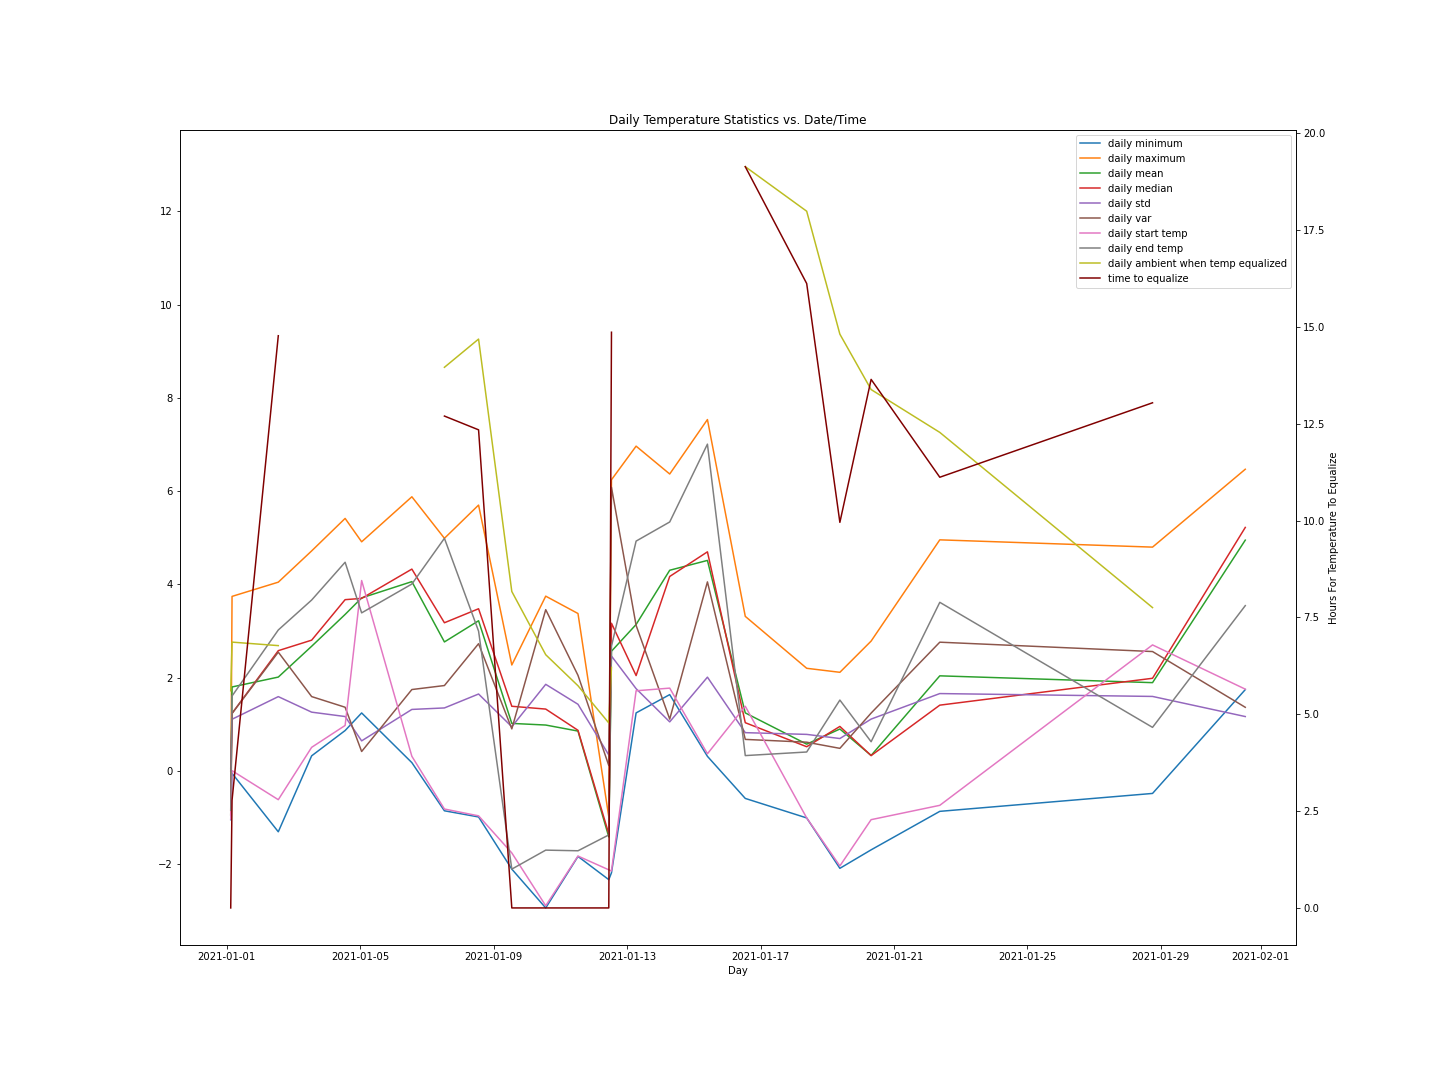 Daily Temperature Statistics vs. Date/Time
daily minimum
daily maximum
daily mean
daily median
daily std
daily var
daily start temp
daily end temp
daily ambient when temp equalized
time to equalize
12
10
8
6
4
2
0
−2
20.0
17.5
15.0
12.5
10.0
7.5
5.0
2.5
0.0
Hours For Temperature To Equalize
2021-01-01 2021-01-05 2021-01-09 2021-01-13 2021-01-17 2021-01-21 2021-01-25 2021-01-29 2021-02-01
Day